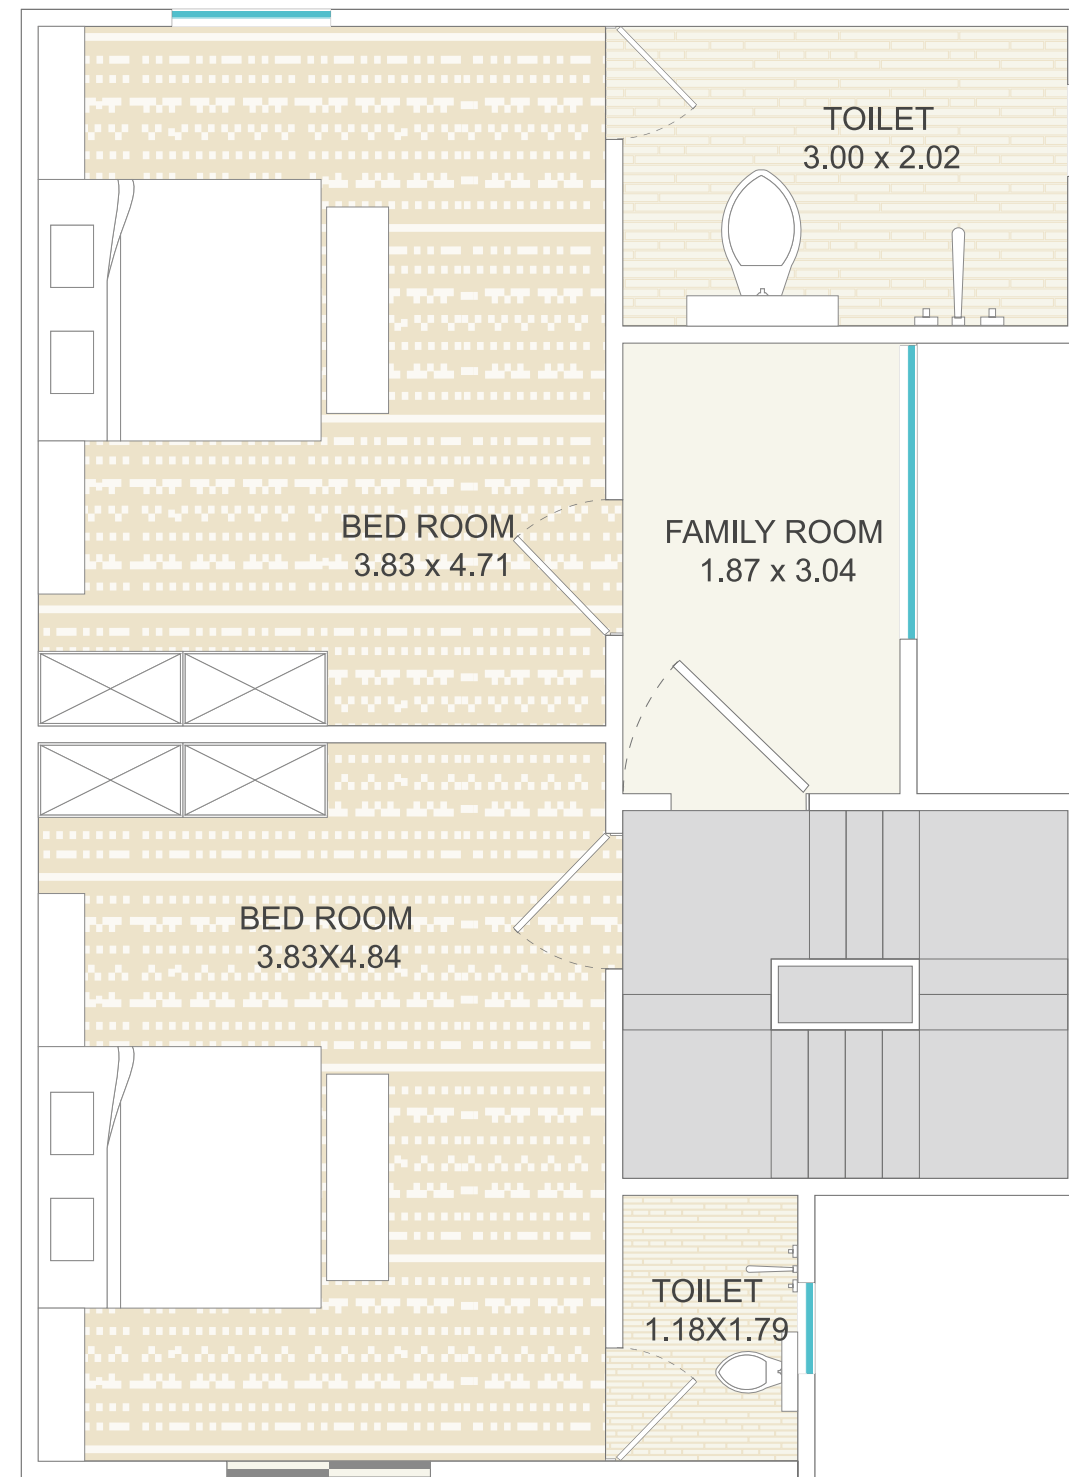 TOILET
3.00 x 2.02
BED ROOM
3.83 x 4.71
FAMILY ROOM
1.87 x 3.04
BED ROOM
3.83X4.84
TOILET
1.18X1.79